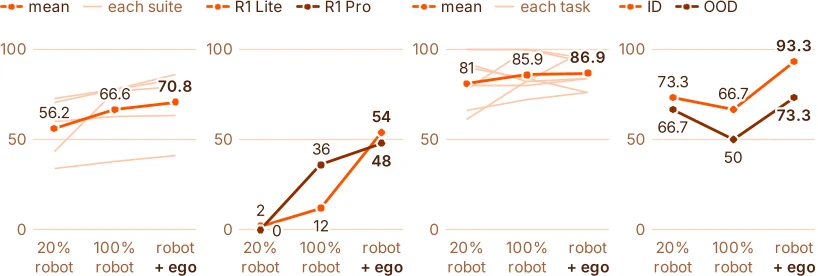 mean each suite R1 Lite R1 Pro mean each task ID OOD
100 100 100 100
56.2 66.6 70.8
54
36
48
2 0 12
81 85.9 86.9
93.3
73.3 66.7
66.7 50 73.3
50 50 50 50
0 0 0 0
20% 100% robot 20% 100% robot 20% 100% robot 20% 100% robot
robot robot + ego robot robot + ego robot robot + ego robot robot + ego